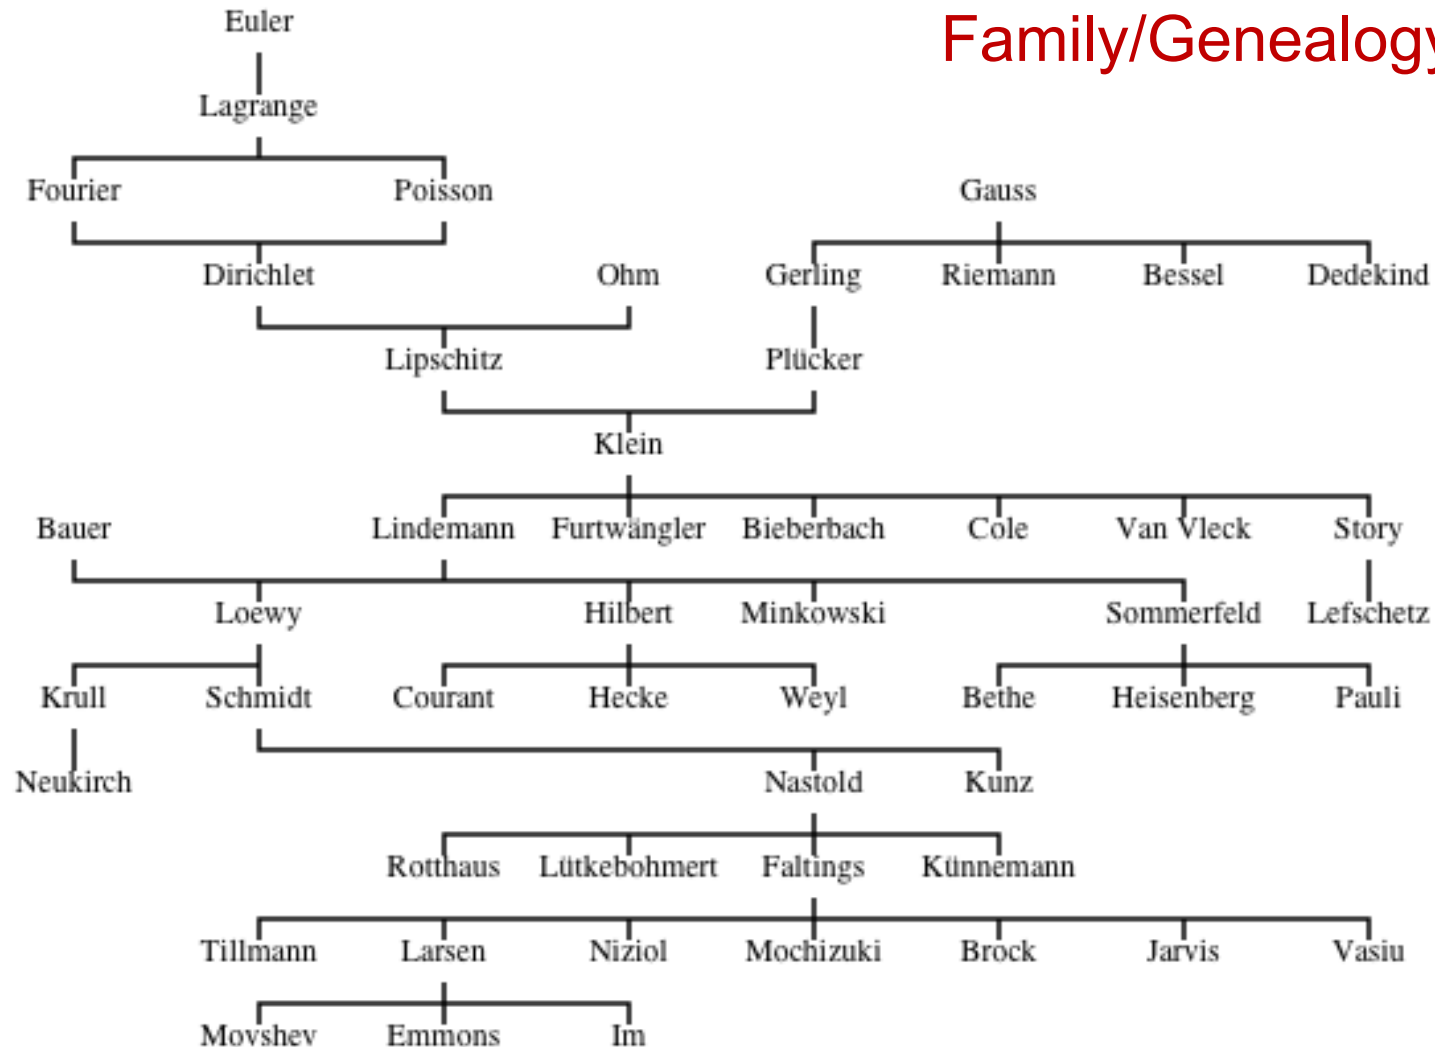 Euler
Family/Genealogy
Lagrange
Fourier Poisson Gauss
Dirichlet Ohm Gerling Riemann Bessel Dedekind
Lipschitz Plücker
Klein
Bauer Lindemann Furtwängler Bieberbach Cole Van Vleck Story
Loewy Hilbert Minkowski Sommerfeld Lefschetz
Krull Schmidt Courant Hecke Weyl Bethe Heisenberg Pauli
Neukirch Nastold Kunz
Rotthaus Lütkebohmert Faltings Künnemann
Tillmann Larsen Niziol Mochizuki Brock Jarvis Vasiu
Movshev Emmons Im